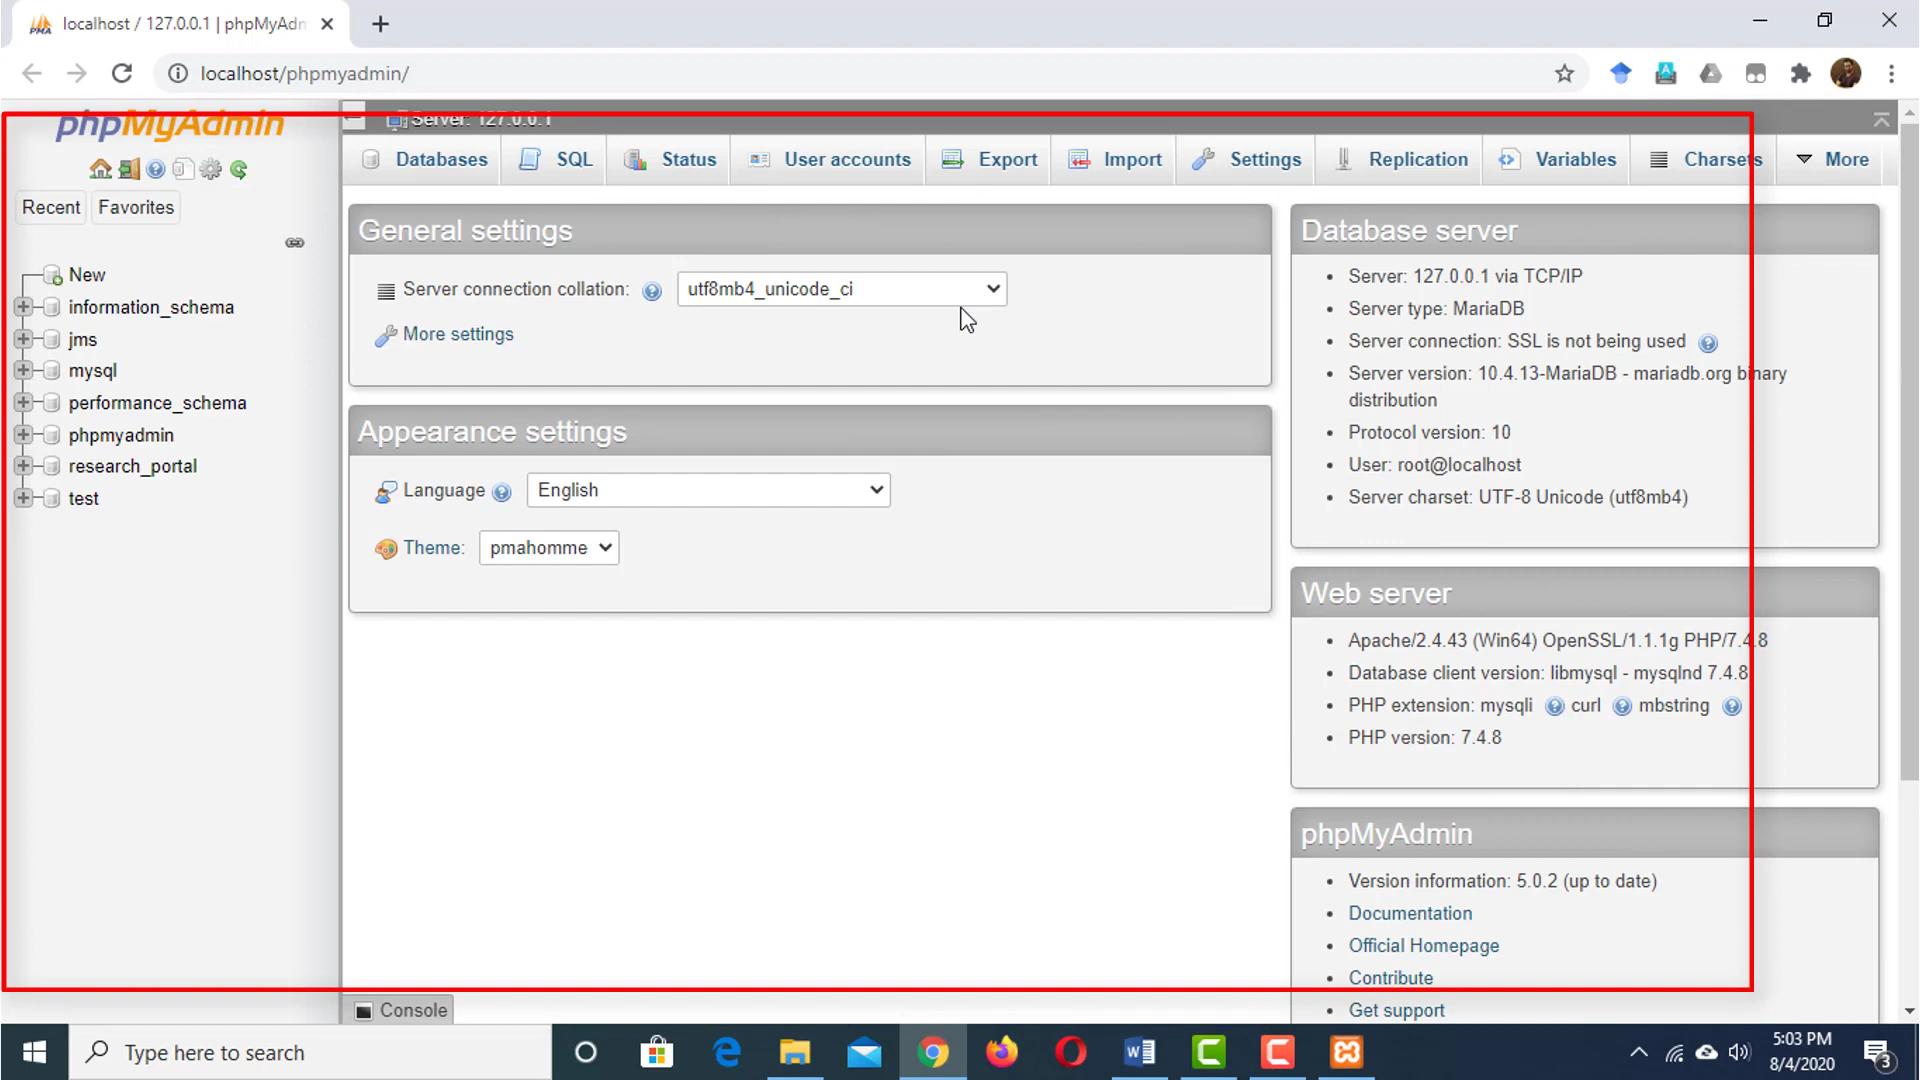 localhost / 127.0.0.1 | phpMyAdm
localhost/phpmyadmin/
phpMyAdmin
Server: 127.0.0.1
Databases SQL Status User accounts Export Import Settings Replication Variables Charsets More
Recent Favorites
New
information_schema
jms
mysql
performance_schema
phpmyadmin
research_portal
test
General settings
Server connection collation: utf8mb4_unicode_ci
More settings
Appearance settings
Language English
Theme: pmahomme
Database server
Server: 127.0.0.1 via TCP/IP
Server type: MariaDB
Server connection: SSL is not being used
Server version: 10.4.13-MariaDB - mariadb.org binary
distribution
Protocol version: 10
User: root@localhost
Server charset: UTF-8 Unicode (utf8mb4)
Web server
Apache/2.4.43 (Win64) OpenSSL/1.1.1g PHP/7.4.8
Database client version: libmysql - mysqlnd 7.4.8
PHP extension: mysqli curl mbstring
PHP version: 7.4.8
phpMyAdmin
Version information: 5.0.2 (up to date)
Documentation
Official Homepage
Contribute
Get support
Console
Type here to search
5:03 PM
8/4/2020
3